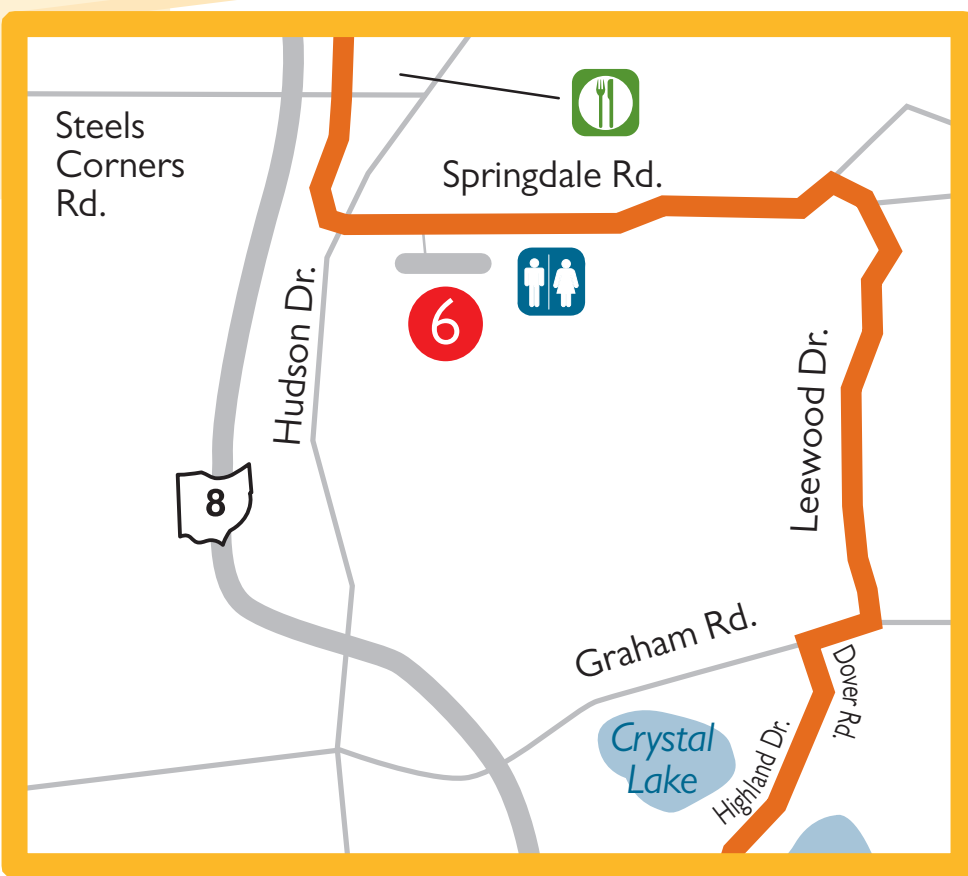 Steels
Corners
Rd.
Springdale Rd.
Hudson Dr.
6
Leewood Dr.
8
Graham Rd.
Dover Rd.
Crystal
Lake
Highland Dr.